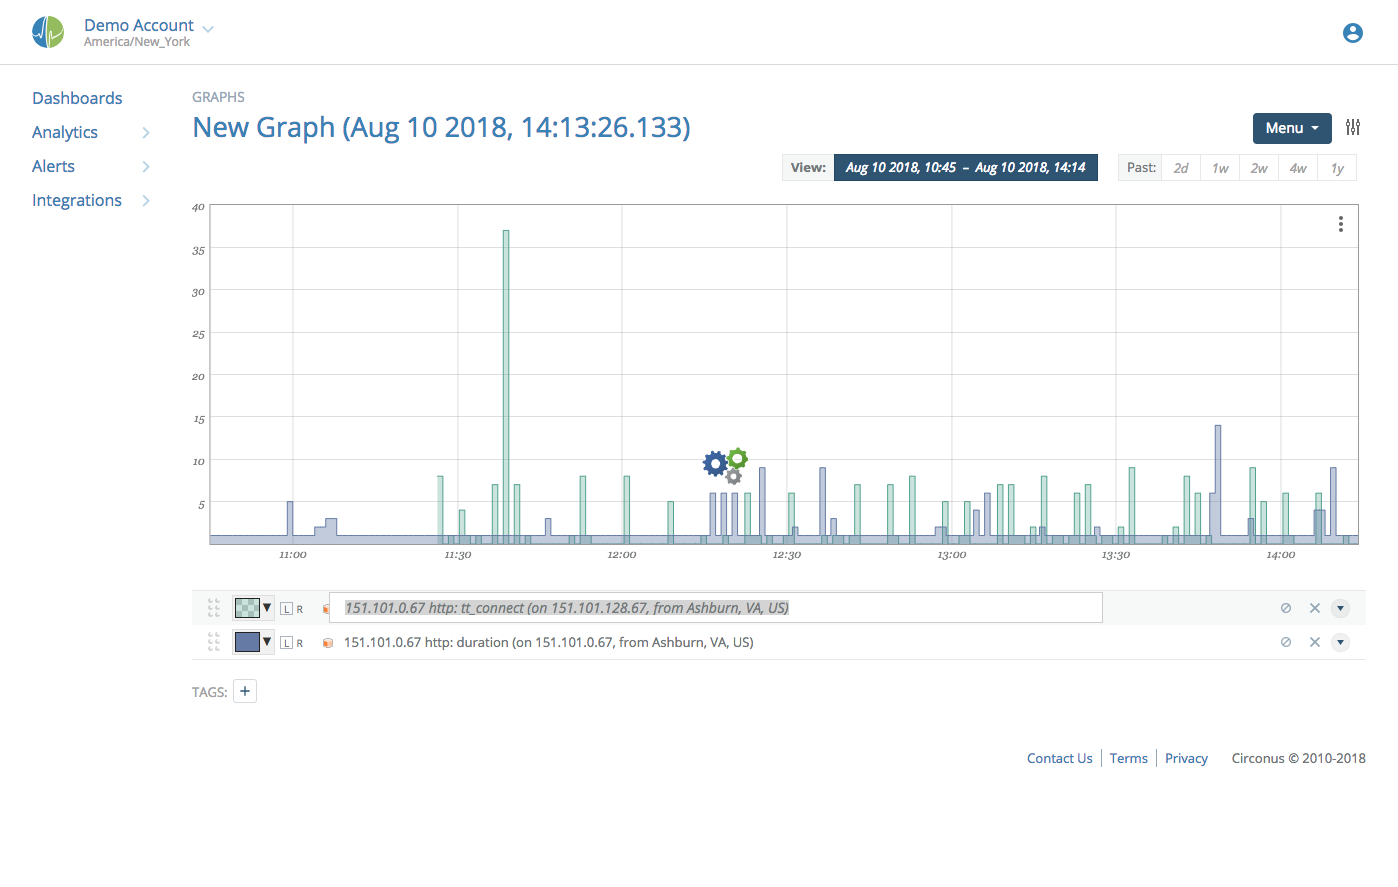 Demo Account
America/New_York
Dashboards
Analytics
Alerts
Integrations
GRAPHS
New Graph (Aug 10 2018, 14:13:26.133)
Menu
View: Aug 10 2018, 10:45 – Aug 10 2018, 14:14
Past: 2d 1w 2w 4w 1y
40
35
30
25
20
15
10
5
11:00 11:30 12:00 12:30 13:00 13:30 14:00
L R 151.101.0.67 http: tt_connect (on 151.101.128.67, from Ashburn, VA, US)
L R 151.101.0.67 http: duration (on 151.101.0.67, from Ashburn, VA, US)
TAGS: +
Contact Us Terms Privacy Circonus © 2010-2018